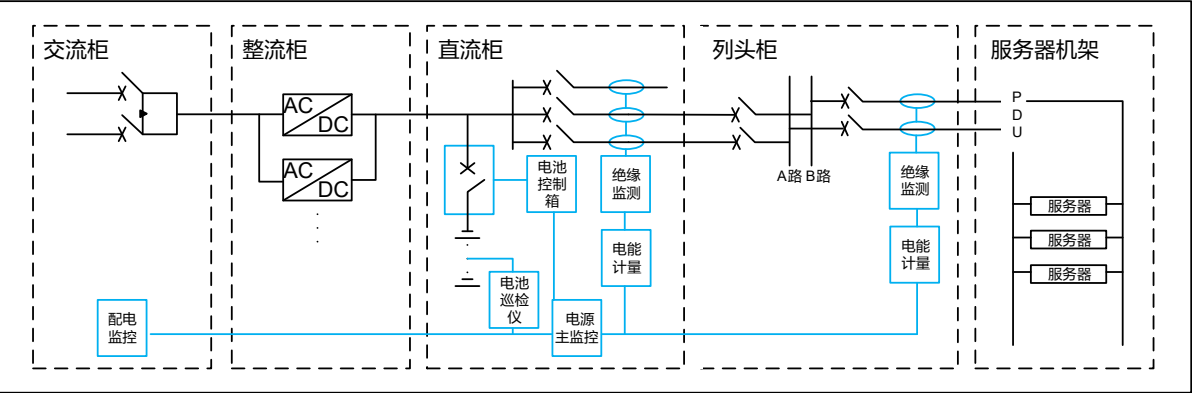 交流柜
整流柜
直流柜
列头柜
服务器机架
AC
DC
AC
DC
电池
控制
箱
绝缘
监测
电能
计量
电池
巡检
仪
配电
监控
电源
主监控
A路 B路
绝缘
监测
电能
计量
P
D
U
服务器
服务器
服务器